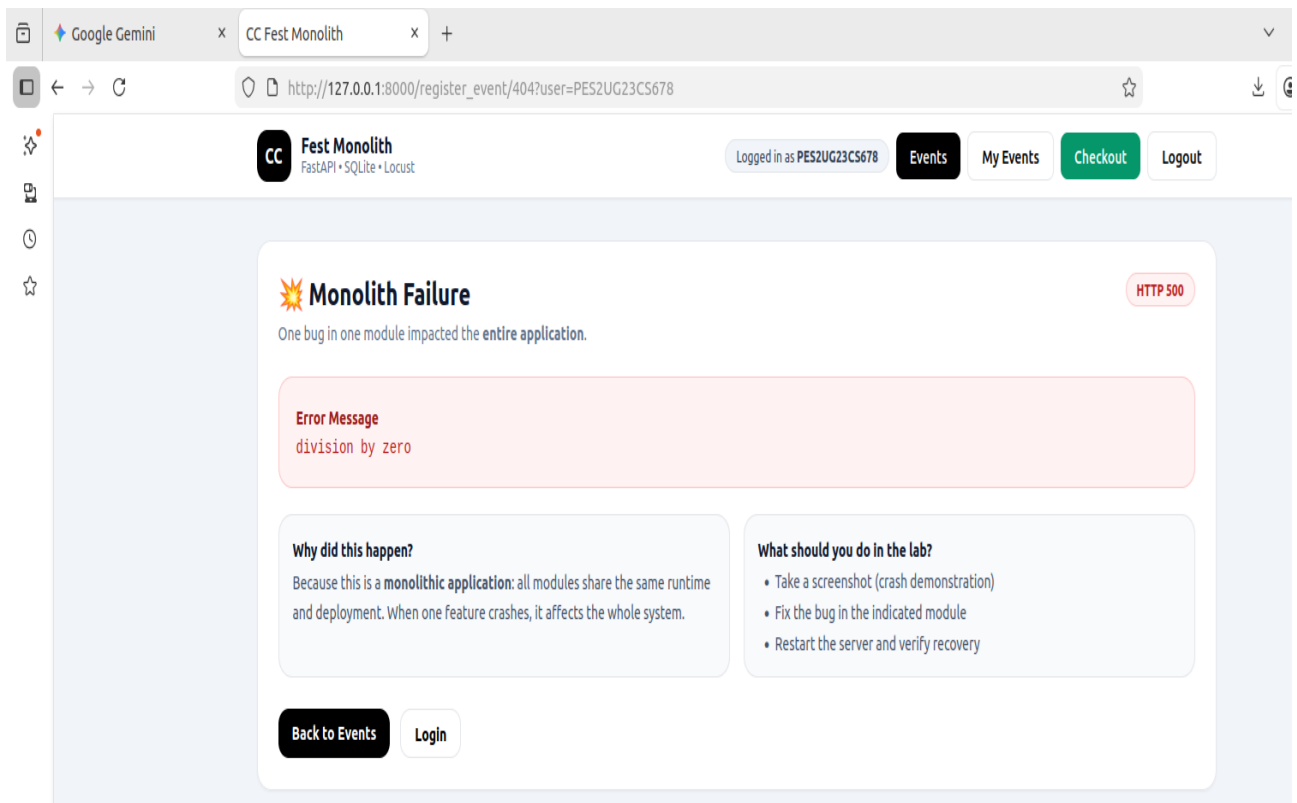 Google Gemini
CC Fest Monolith
http://127.0.0.1:8000/register_event/404?user=PES2UG23CS678
CC
Fest Monolith
FastAPI • SQLite • Locust
Logged in as PES2UG23CS678
Events
My Events
Checkout
Logout
💥 Monolith Failure
HTTP 500
One bug in one module impacted the entire application.
Error Message
division by zero
Why did this happen?
Because this is a monolithic application: all modules share the same runtime
and deployment. When one feature crashes, it affects the whole system.
What should you do in the lab?
• Take a screenshot (crash demonstration)
• Fix the bug in the indicated module
• Restart the server and verify recovery
Back to Events
Login